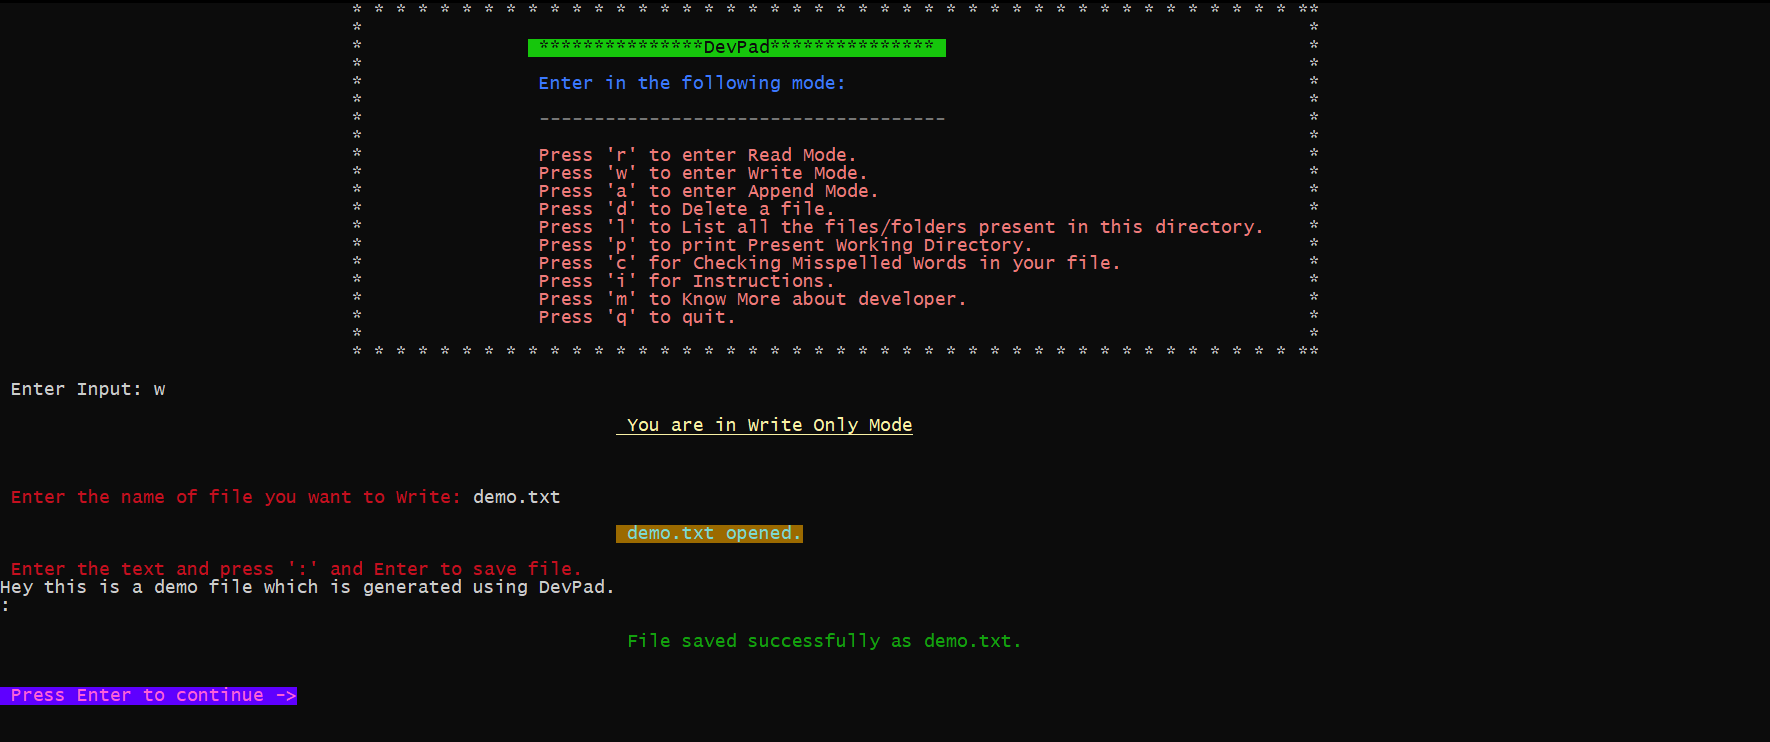 * * * * * * * * * * * * * * * * * * * * * * * * * * * * * * * * * * * * * * * * * * * **
* *
* ***************DevPad*************** *
* *
* Enter in the following mode: *
* *
* ------------------------------------- *
* *
* Press 'r' to enter Read Mode. *
* Press 'w' to enter Write Mode. *
* Press 'a' to enter Append Mode. *
* Press 'd' to Delete a file. *
* Press 'l' to List all the files/folders present in this directory. *
* Press 'p' to print Present Working Directory. *
* Press 'c' for Checking Misspelled Words in your file. *
* Press 'i' for Instructions. *
* Press 'm' to Know More about developer. *
* Press 'q' to quit. *
* *
* * * * * * * * * * * * * * * * * * * * * * * * * * * * * * * * * * * * * * * * * * * **
Enter Input: w
You are in Write Only Mode
Enter the name of file you want to Write: demo.txt
demo.txt opened.
Enter the text and press ':' and Enter to save file.
Hey this is a demo file which is generated using DevPad.
:
File saved successfully as demo.txt.
Press Enter to continue ->